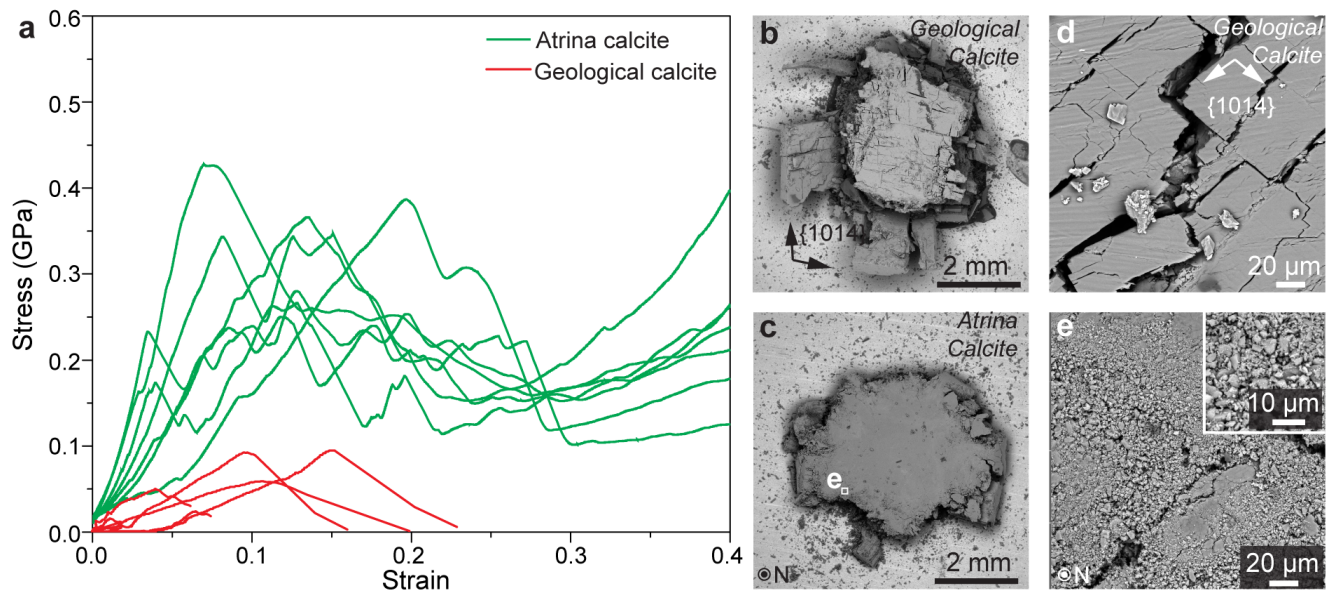 a
0.6
0.5
0.4
0.3
0.2
0.1
0.0
Stress (GPa)
0.0
0.1
0.2
0.3
0.4
Strain
Atrina calcite
Geological calcite
b
Geological
Calcite
{1014}
2 mm
c
Atrina
Calcite
e
N
2 mm
d
Geological
Calcite
{1014}
20 µm
e
10 µm
N
20 µm